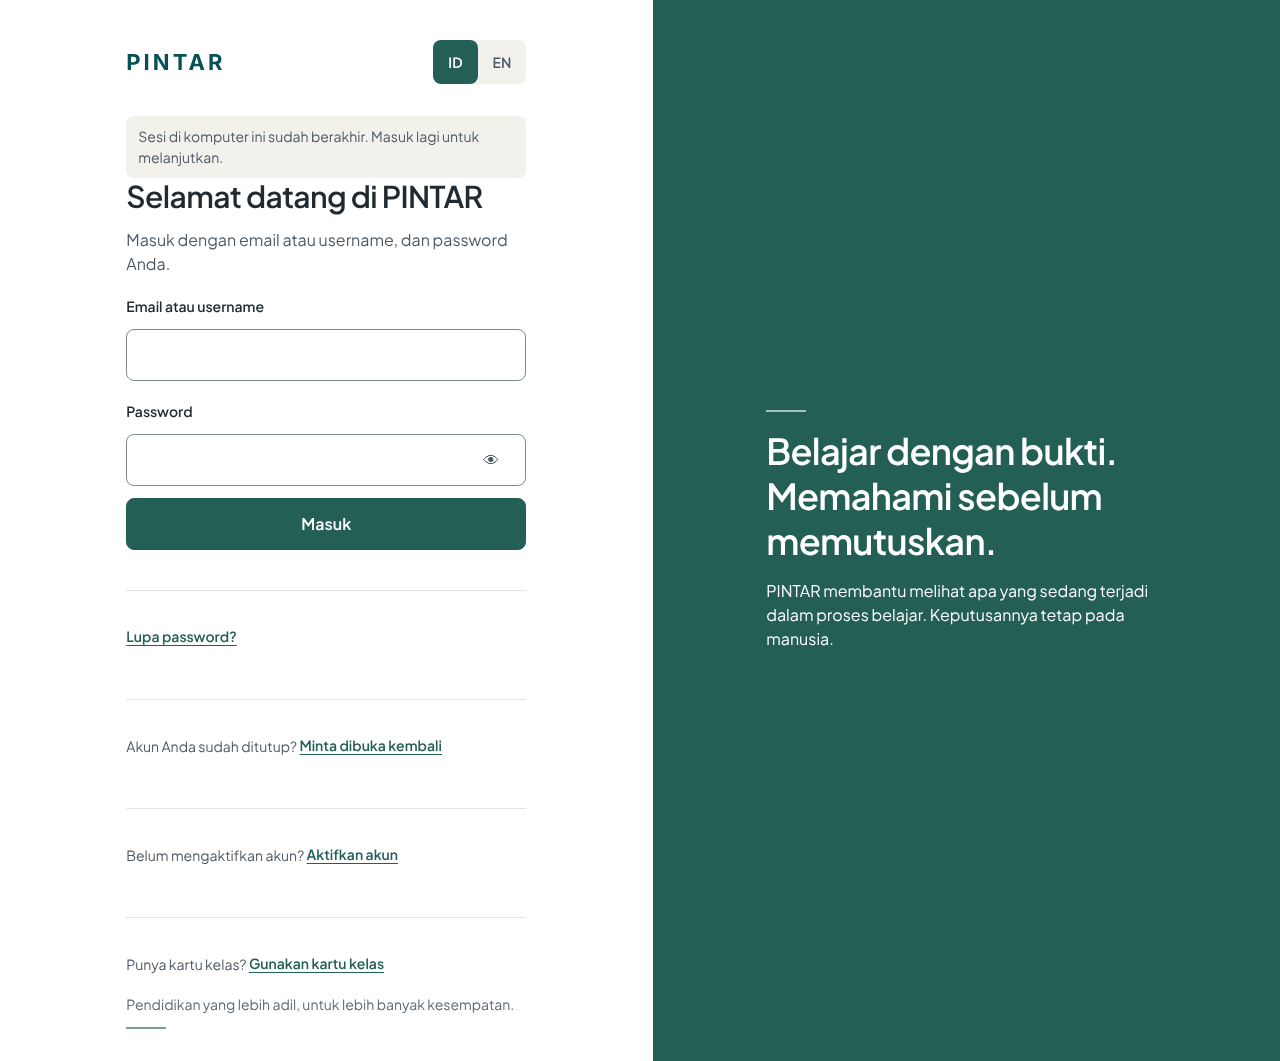 PINTAR
ID
EN
Sesi di komputer ini sudah berakhir. Masuk lagi untuk
melanjutkan.
Selamat datang di PINTAR
Masuk dengan email atau username, dan password
Anda.
Email atau username
Password
Masuk
Lupa password?
Akun Anda sudah ditutup? Minta dibuka kembali
Belum mengaktifkan akun? Aktifkan akun
Punya kartu kelas? Gunakan kartu kelas
Pendidikan yang lebih adil, untuk lebih banyak kesempatan.
Belajar dengan bukti.
Memahami sebelum
memutuskan.
PINTAR membantu melihat apa yang sedang terjadi
dalam proses belajar. Keputusannya tetap pada
manusia.